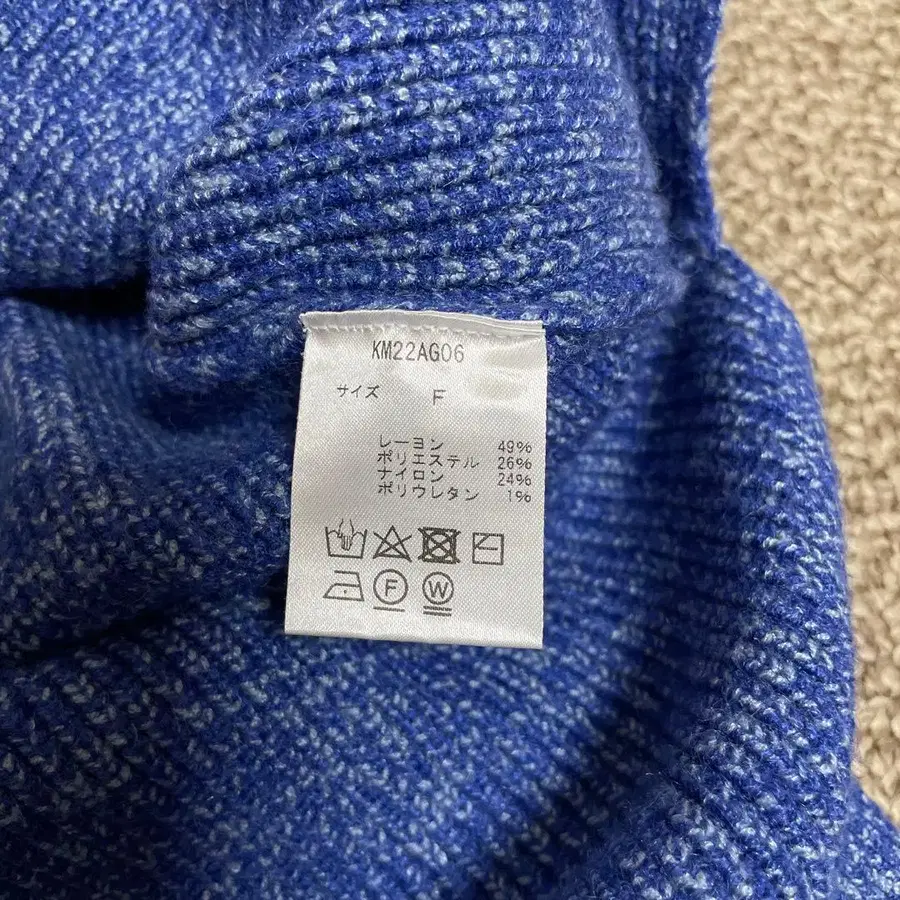 KM22AG06
サイズ F
レーヨン 49%
ポリエステル 26%
ナイロン 24%
ポリウレタン 1%
F W